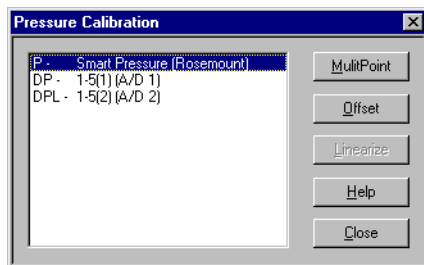 Pressure Calibration
P - Smart Pressure (Rosemount)
DP - 1-5(1) (A/D 1)
DPL - 1-5(2) (A/D 2)
MulitPoint
Offset
Linearize
Help
Close